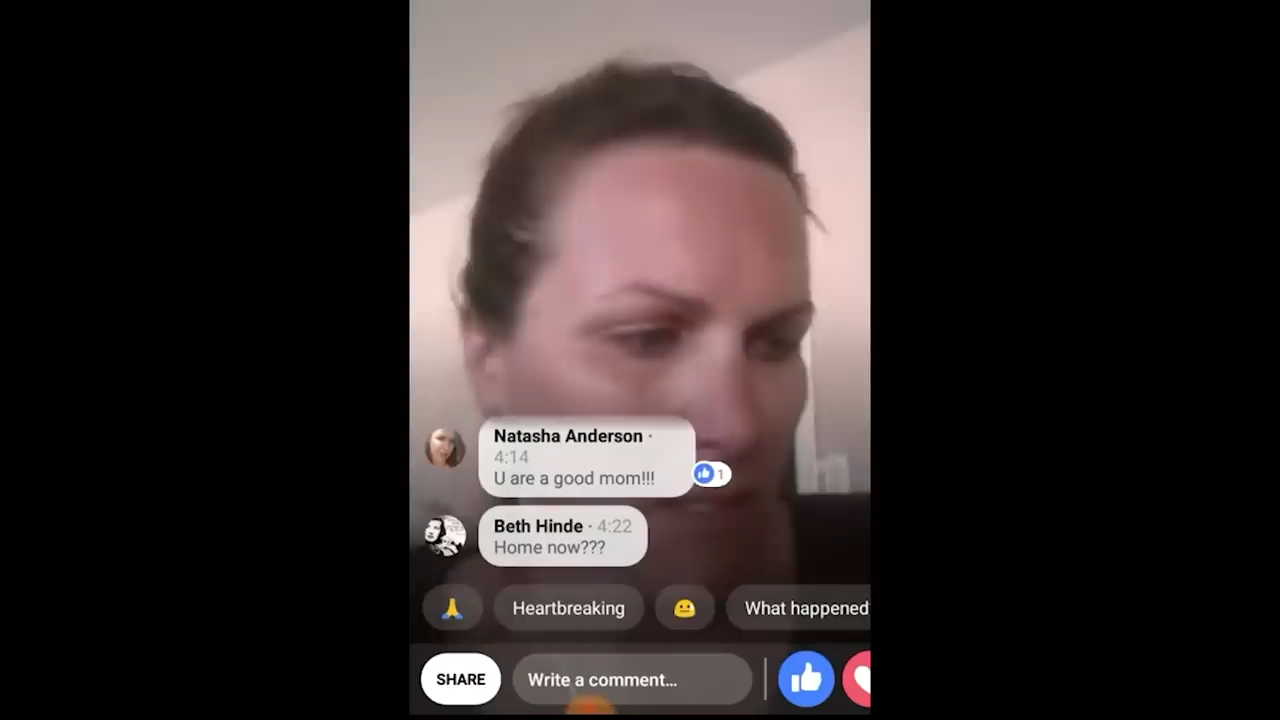 Natasha Anderson ·
4:14
U are a good mom!!!
1
Beth Hinde · 4:22
Home now???
Heartbreaking
What happened
SHARE
Write a comment...